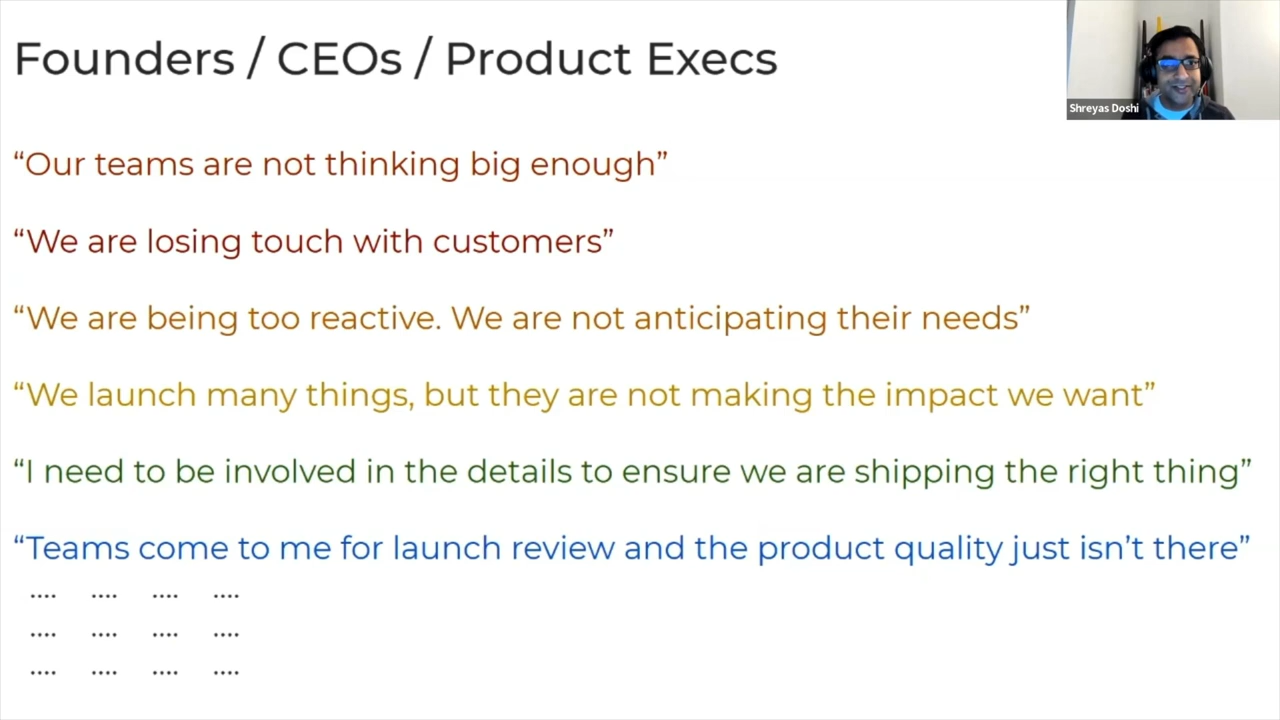 Founders / CEOs / Product Execs
Shreyas Doshi
“Our teams are not thinking big enough”
“We are losing touch with customers”
“We are being too reactive. We are not anticipating their needs”
“We launch many things, but they are not making the impact we want”
“I need to be involved in the details to ensure we are shipping the right thing”
“Teams come to me for launch review and the product quality just isn’t there”
.... .... .... ....
.... .... .... ....
.... .... .... ....